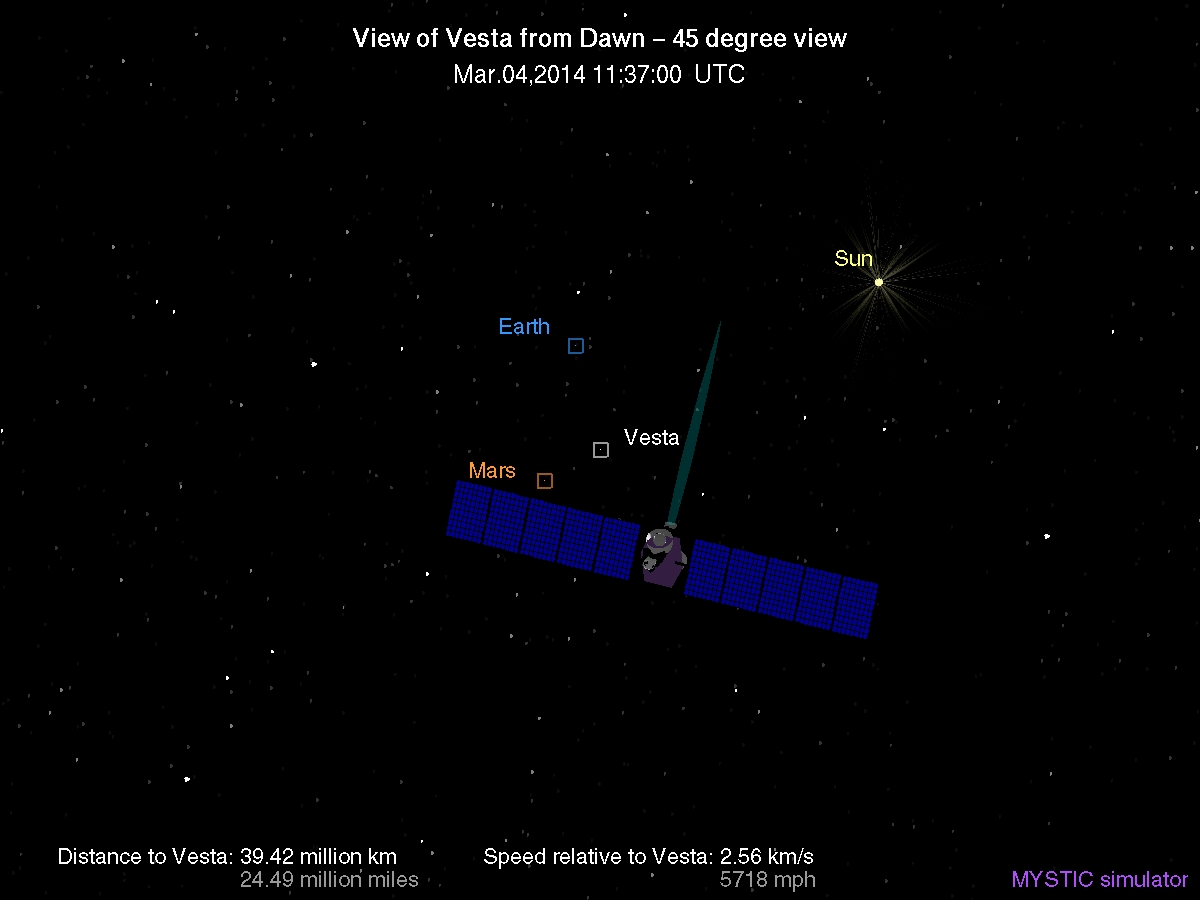 View of Vesta from Dawn – 45 degree view
Mar.04,2014 11:37:00 UTC
Sun
Earth
Vesta
Mars
Distance to Vesta: 39.42 million km
24.49 million miles
Speed relative to Vesta: 2.56 km/s
5718 mph
MYSTIC simulator